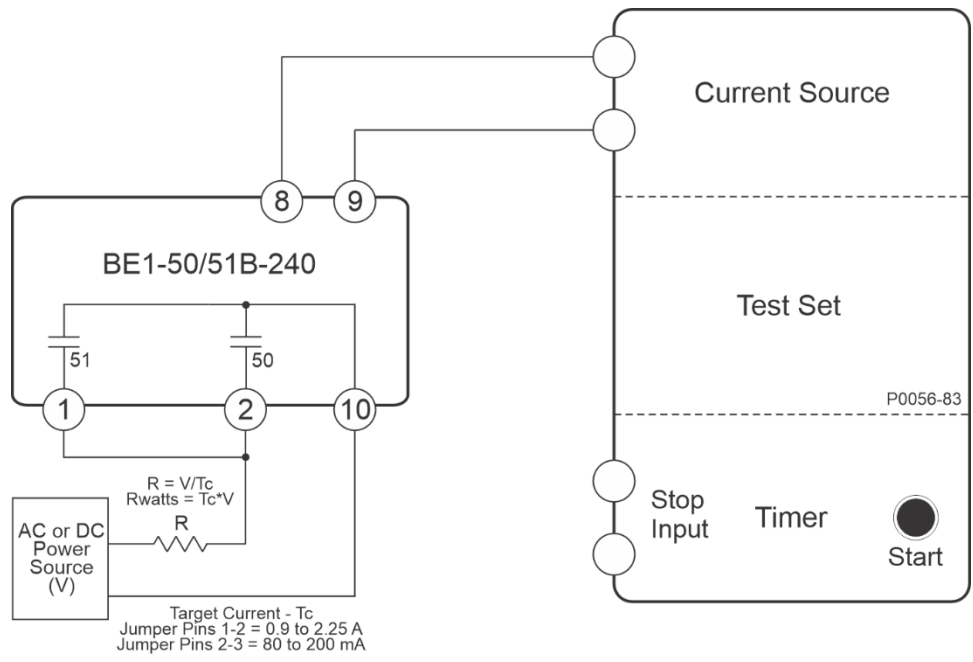 Current Source
8
9
BE1-50/51B-240
Test Set
51
50
P0056-83
1
2
10
R = V/Tc
Rwatts = Tc*V
R
AC or DC
Power
Source
(V)
Stop
Input
Timer
Start
Target Current - Tc
Jumper Pins 1-2 = 0.9 to 2.25 A
Jumper Pins 2-3 = 80 to 200 mA